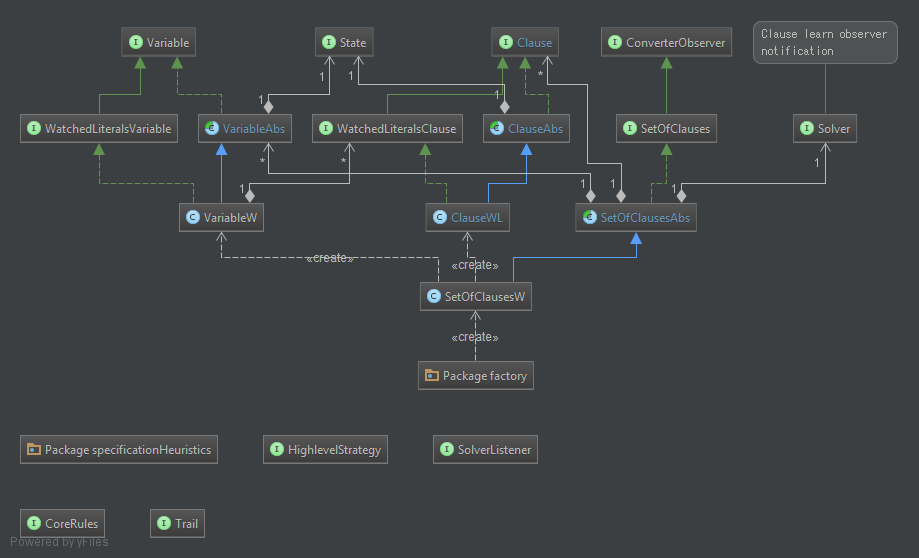 Variable
State
Clause
ConverterObserver
Clause learn observer
notification
1
1
*
1
1
WatchedLiteralsVariable
VariableAbs
WatchedLiteralsClause
ClauseAbs
SetOfClauses
Solver
*
*
1
1
1
1
1
VariableW
ClauseWL
SetOfClausesAbs
«create»
«create»
SetOfClausesW
«create»
Package factory
Package specificationHeuristics
HighlevelStrategy
SolverListener
CoreRules
Trail
Powered by yFiles